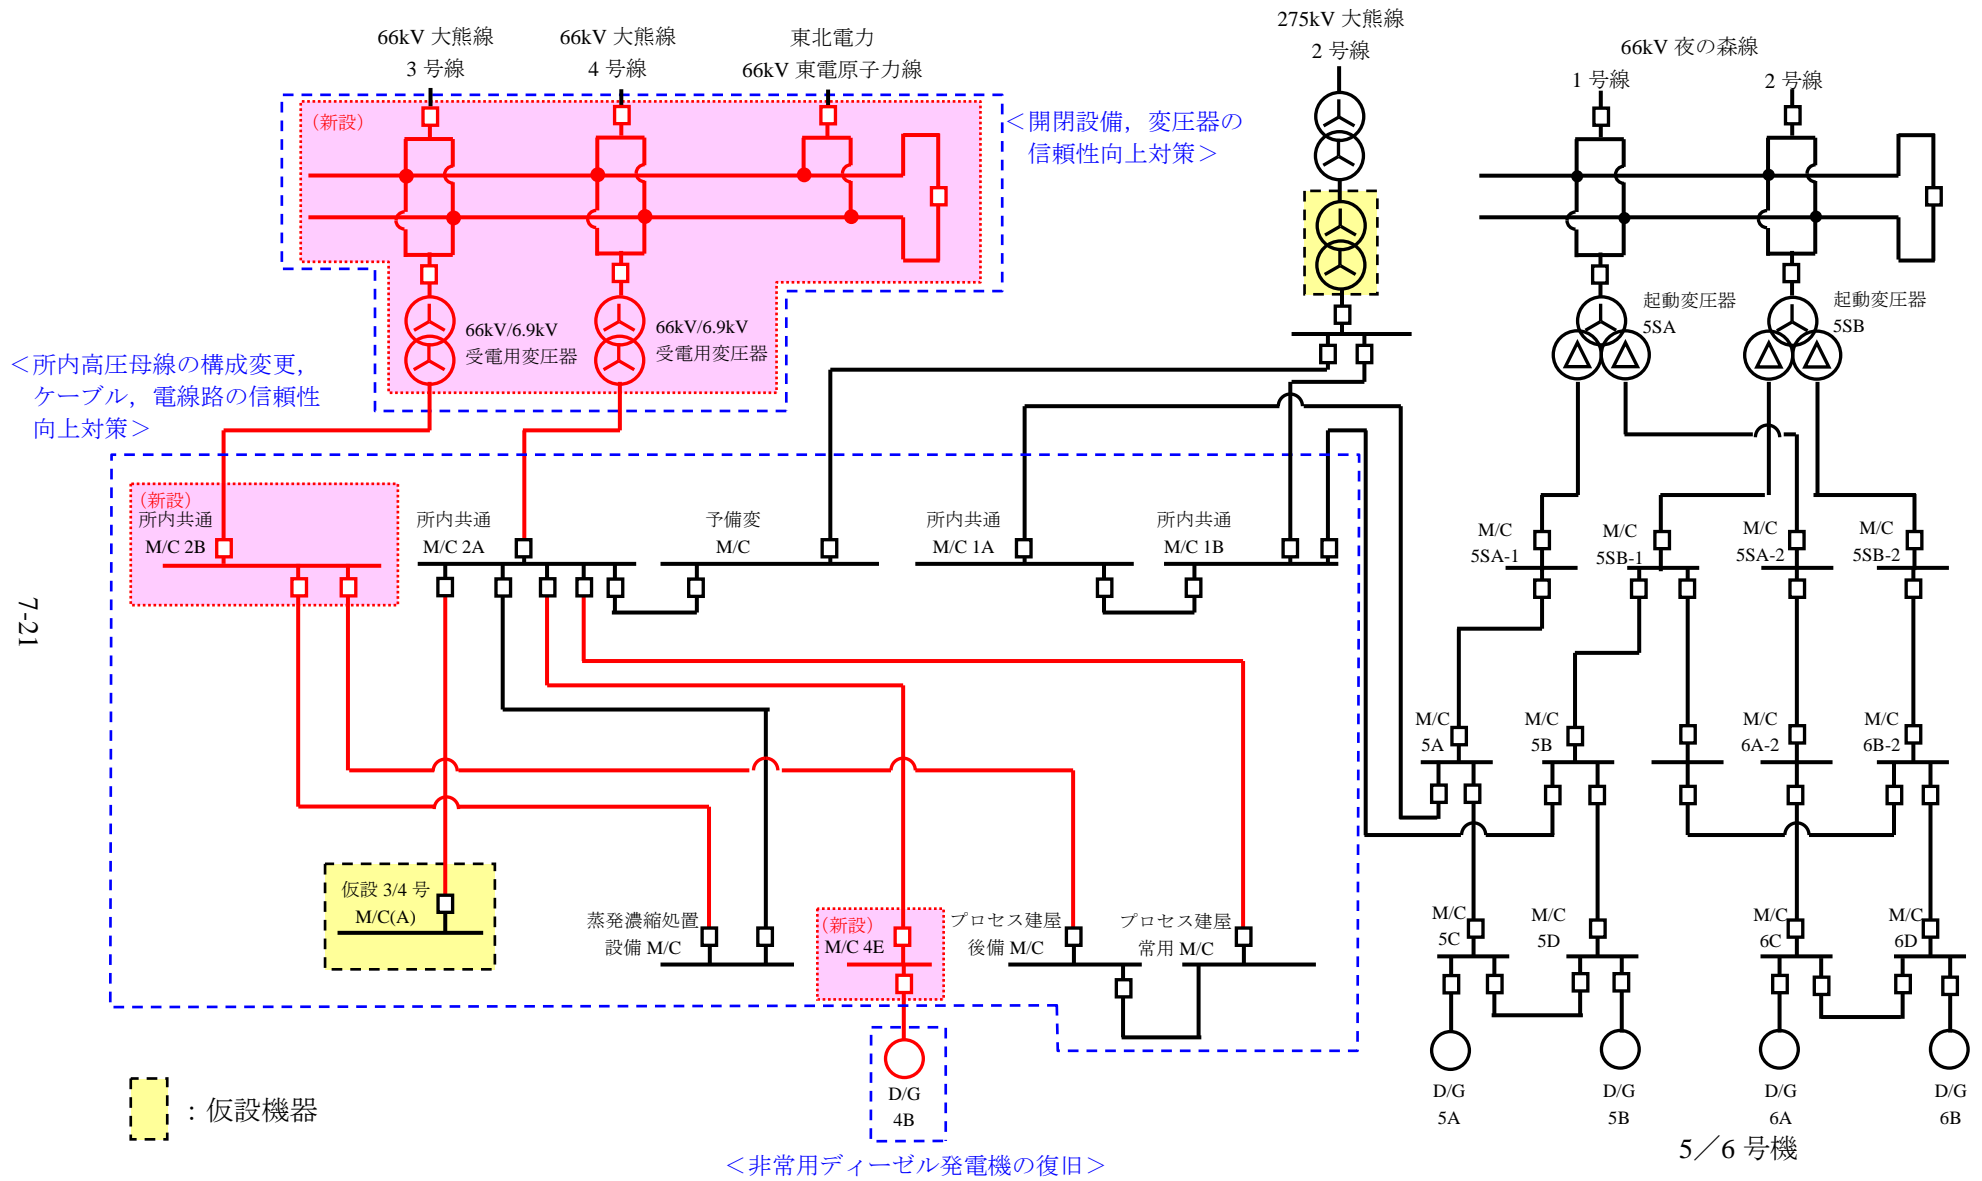 66kV 大熊線
3 号線
66kV 大熊線
4 号線
東北電力
66kV 東電原子力線
275kV 大熊線
2 号線
66kV 夜の森線
1 号線
2 号線
(新設)
＜開閉設備，変圧器の
信頼性向上対策＞
66kV/6.9kV
受電用変圧器
66kV/6.9kV
受電用変圧器
起動変圧器
5SA
起動変圧器
5SB
＜所内高圧母線の構成変更，
ケーブル，電線路の信頼性
向上対策＞
(新設)
所内共通
M/C 2B
所内共通
M/C 2A
予備変
M/C
所内共通
M/C 1A
所内共通
M/C 1B
M/C
5SA-1
M/C
5SB-1
M/C
5SA-2
M/C
5SB-2
7-21
M/C
5A
M/C
5B
M/C
6A-2
M/C
6B-2
仮設 3/4 号
M/C(A)
蒸発濃縮処置
設備 M/C
(新設)
M/C 4E
プロセス建屋
後備 M/C
プロセス建屋
常用 M/C
M/C
5C
M/C
5D
M/C
6C
M/C
6D
D/G
4B
D/G
5A
D/G
5B
D/G
6A
D/G
6B
：仮設機器
5／6 号機
＜非常用ディーゼル発電機の復旧＞